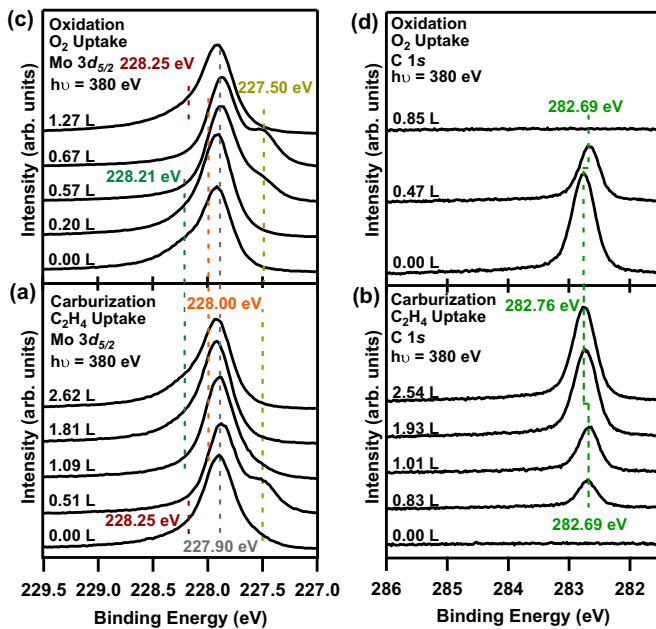 (c)
Oxidation
O₂ Uptake
Mo 3d₅/₂
hυ = 380 eV
228.25 eV
227.50 eV
1.27 L
0.67 L
0.57 L
228.21 eV
0.20 L
0.00 L
Intensity (arb. units)
(a)
Carburization
C₂H₄ Uptake
Mo 3d₅/₂
hυ = 380 eV
228.00 eV
2.62 L
1.81 L
1.09 L
0.51 L
228.25 eV
0.00 L
227.90 eV
Intensity (arb. units)
229.5 229.0 228.5 228.0 227.5 227.0
Binding Energy (eV)
(d)
Oxidation
O₂ Uptake
C 1s
hυ = 380 eV
282.69 eV
0.85 L
0.47 L
0.00 L
Intensity (arb. units)
(b)
Carburization
C₂H₄ Uptake
C 1s
hυ = 380 eV
282.76 eV
2.54 L
1.93 L
1.01 L
0.83 L
282.69 eV
0.00 L
Intensity (arb. units)
286 285 284 283 282
Binding Energy (eV)